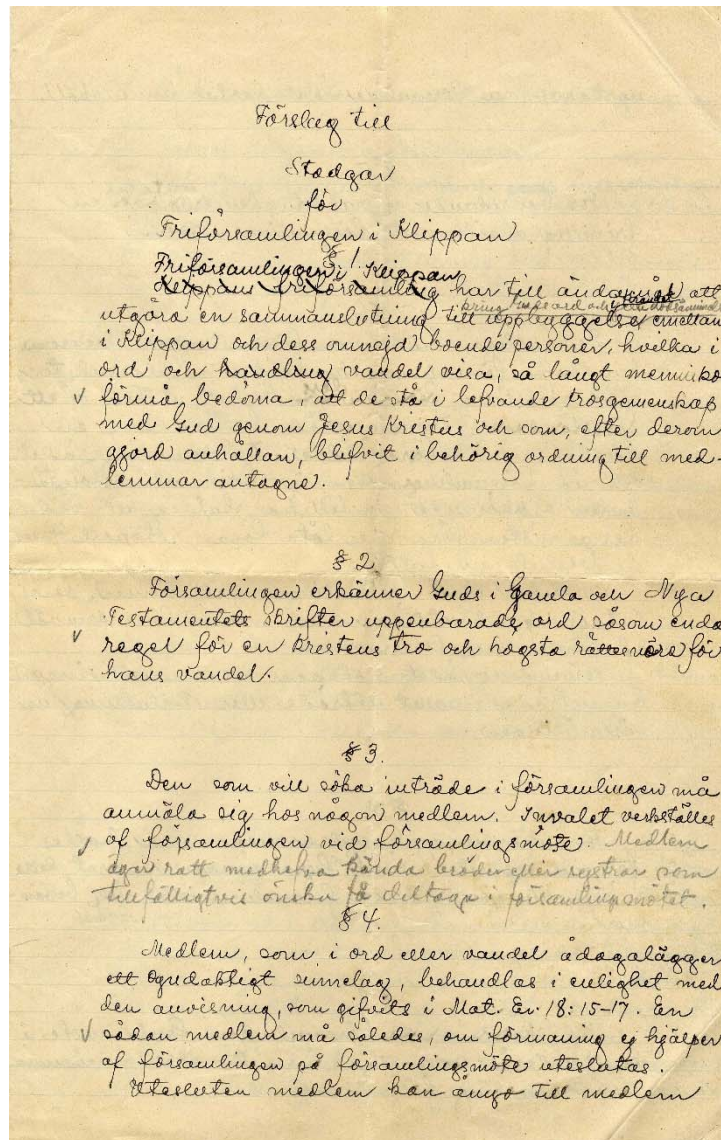 Förslag till
Stadgar
för
Friförsamlingen i Klippan
§ 1
Friförsamlingen i Klippan
Klippans friförsamling har till ändamål att
kring ord och
utgöra en sammanslutning till uppbyggelse emellan
i Klippan och dess omnejd boende personer, hvilka i
ord och handling vandel visa, så långt mennisko
förmå bedöma, att de stå i lefvande trosgemenskap
med Gud genom Jesus Kristus och som, efter derom
gjord anhållan, blifvit i behörig ordning till med-
lemmar antagne.
§ 2
Församlingen erkänner Guds i Gamla och Nya
Testamentets skrifter uppenbarade ord såsom enda
regel för en kristens tro och högsta rättesnöre för
hans vandel.
§ 3.
Den som vill söka inträde i församlingen må
anmäla sig hos någon medlem. Invalet verkställes
af församlingen vid församlingsmöte. Medlem
äger rätt medhafva kända bröder eller systrar som
tillfälligtvis önska få deltaga i församlingsmötet.
§ 4.
Medlem, som i ord eller vandel ådagalägger
ett ogudaktigt sinnelag, behandlas i enlighet med
den anvisning, som gifvits i Mat. Ev. 18:15-17. En
sådan medlem må således, om förmaning ej hjälper
af församlingen på församlingsmöte uteslutas.
Utesluten medlem kan ånyo till medlem